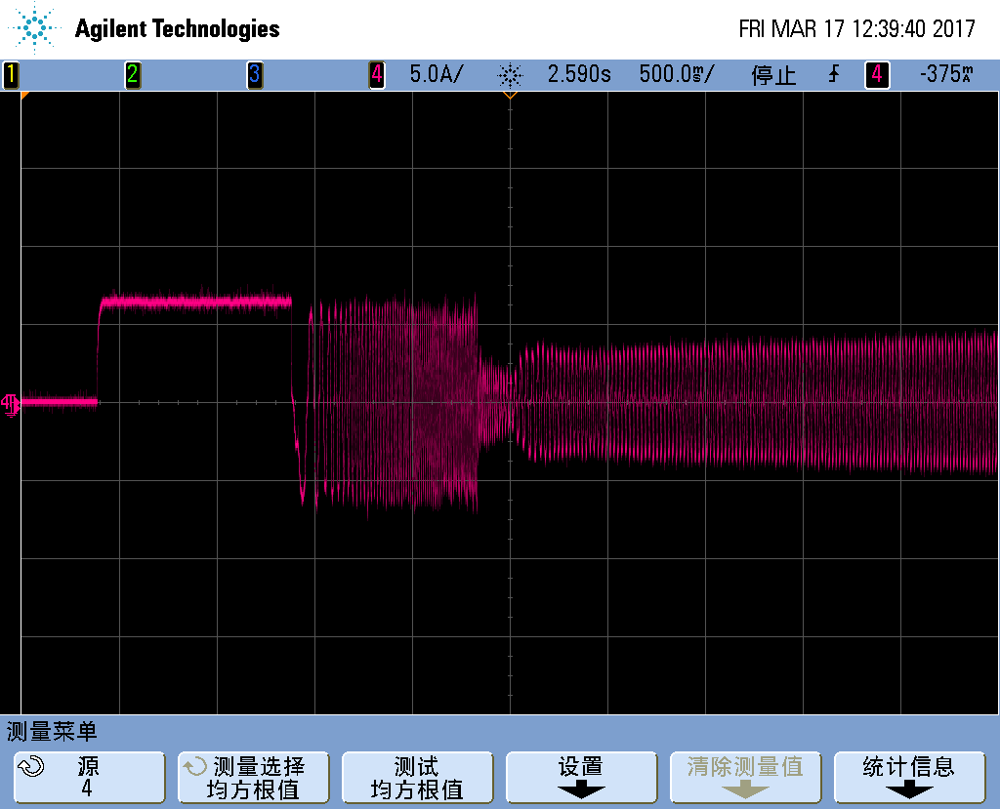 Agilent Technologies
FRI MAR 17 12:39:40 2017
1 2 3 4 5.0A/ 2.590s 500.0ms/ 停止 4 -375mA
4
测量菜单
源
4
测量选择
均方根值
测试
均方根值
设置
清除测量值
统计信息